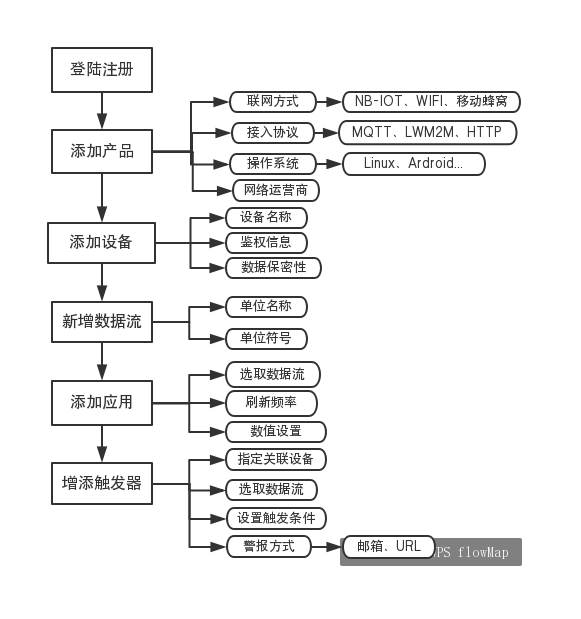 登陆注册
联网方式
NB-IOT、WIFI、移动蜂窝
接入协议
MQTT、LWM2M、HTTP
添加产品
操作系统
Linux、Ardroid...
网络运营商
设备名称
添加设备
鉴权信息
数据保密性
单位名称
新增数据流
单位符号
选取数据流
添加应用
刷新频率
数值设置
指定关联设备
增添触发器
选取数据流
设置触发条件
警报方式
邮箱、URL
PS flowMap